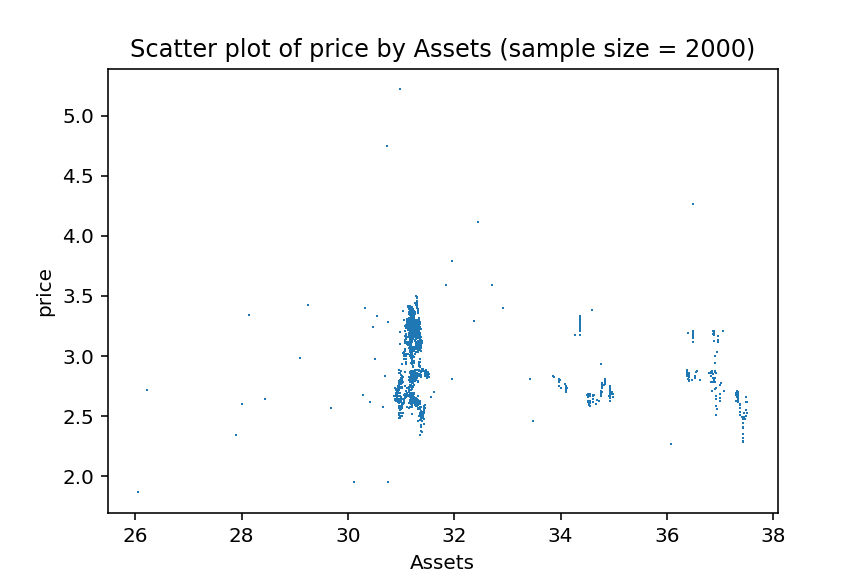 Scatter plot of price by Assets (sample size = 2000)
5.0
4.5
4.0
3.5
3.0
2.5
2.0
price
26 28 30 32 34 36 38
Assets